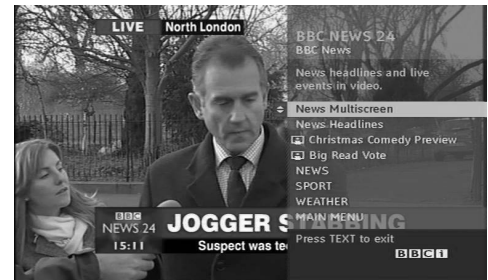 LIVE North London
BBC NEWS 24
BBC News
News headlines and live
events in video.
News Multiscreen
News Headlines
Christmas Comedy Preview
Big Read Vote
NEWS
SPORT
WEATHER
MAIN MENU
Press TEXT to exit
BBC 1
BBC
NEWS 24
15:11
JOGGER STABBING
Suspect was